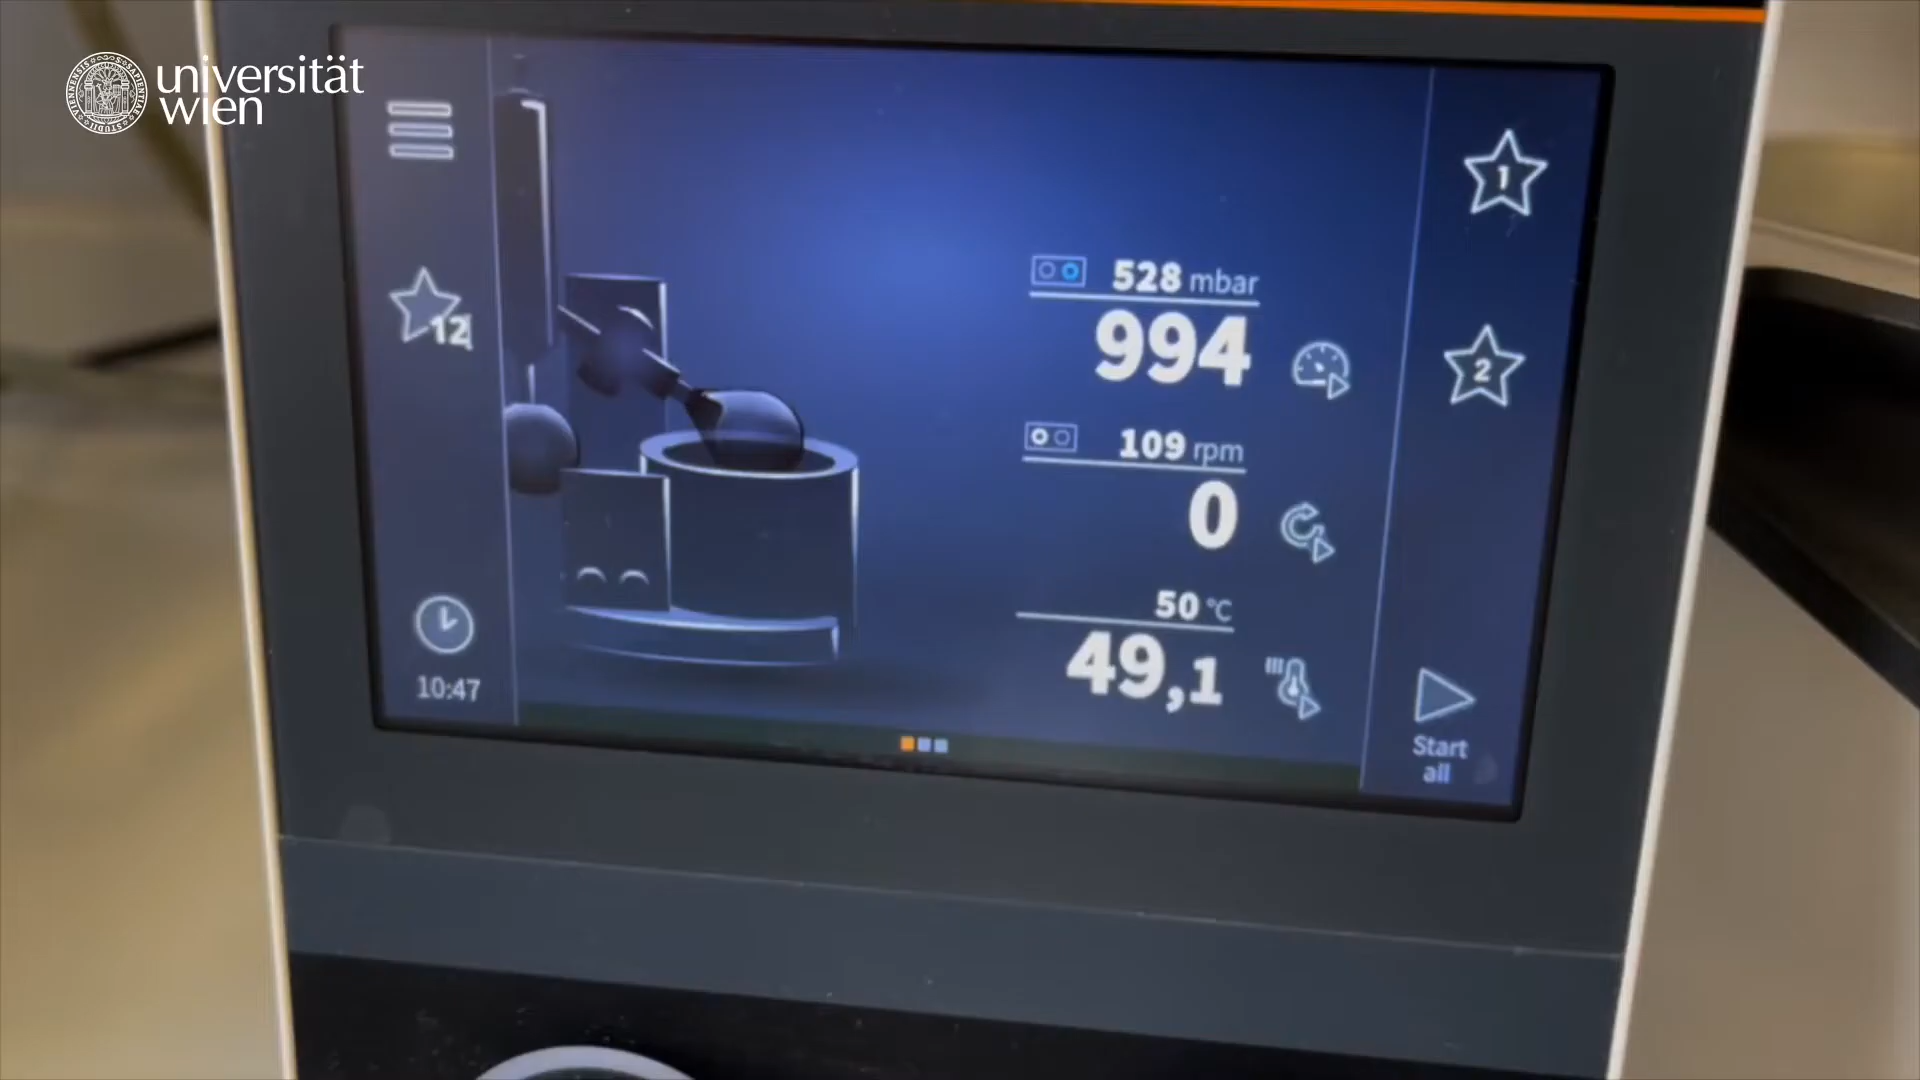 universität
wien
12
10:47
528 mbar
994
109 rpm
0
50 °C
49,1
1
2
Start
all